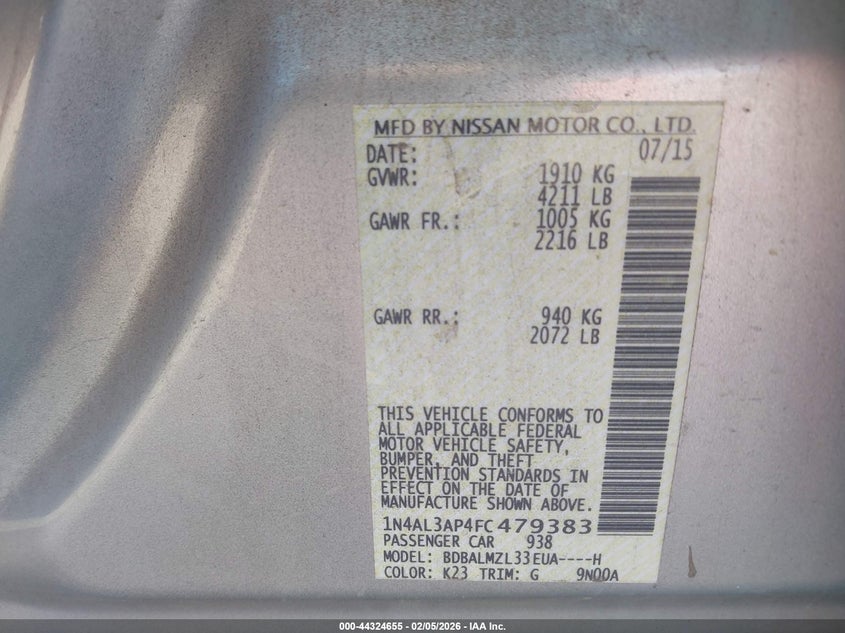 MFD BY NISSAN MOTOR CO., LTD.
DATE: 07/15
GVWR: 1910 KG
4211 LB
GAWR FR.: 1005 KG
2216 LB
GAWR RR.: 940 KG
2072 LB
THIS VEHICLE CONFORMS TO
ALL APPLICABLE FEDERAL
MOTOR VEHICLE SAFETY,
BUMPER, AND THEFT
PREVENTION STANDARDS IN
EFFECT ON THE DATE OF
MANUFACTURE SHOWN ABOVE.
1N4AL3AP4FC479383
PASSENGER CAR 938
MODEL: BDBALMZL33EUA----H
COLOR: K23 TRIM: G 9N00A
000-44324655 - 02/05/2026 - IAA Inc.